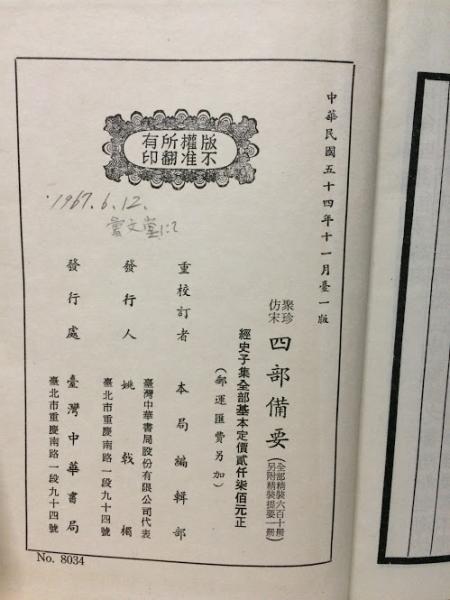 中華民國五十四年十一月臺一版
聚珍仿宋 四部備要 (全部精裝六百十冊另附精裝提要一冊)
經史子集全部基本定價貳仟柒佰元正
(郵運匯費另加)
版權所有
不准翻印
重校訂者 本局編輯部
臺灣中華書局股份有限公司代表
發行人 姚戟楣
臺北市重慶南路一段九十四號
發行處 臺灣中華書局
臺北市重慶南路一段九十四號
1967.6.12.
彙文堂にて
No. 8034